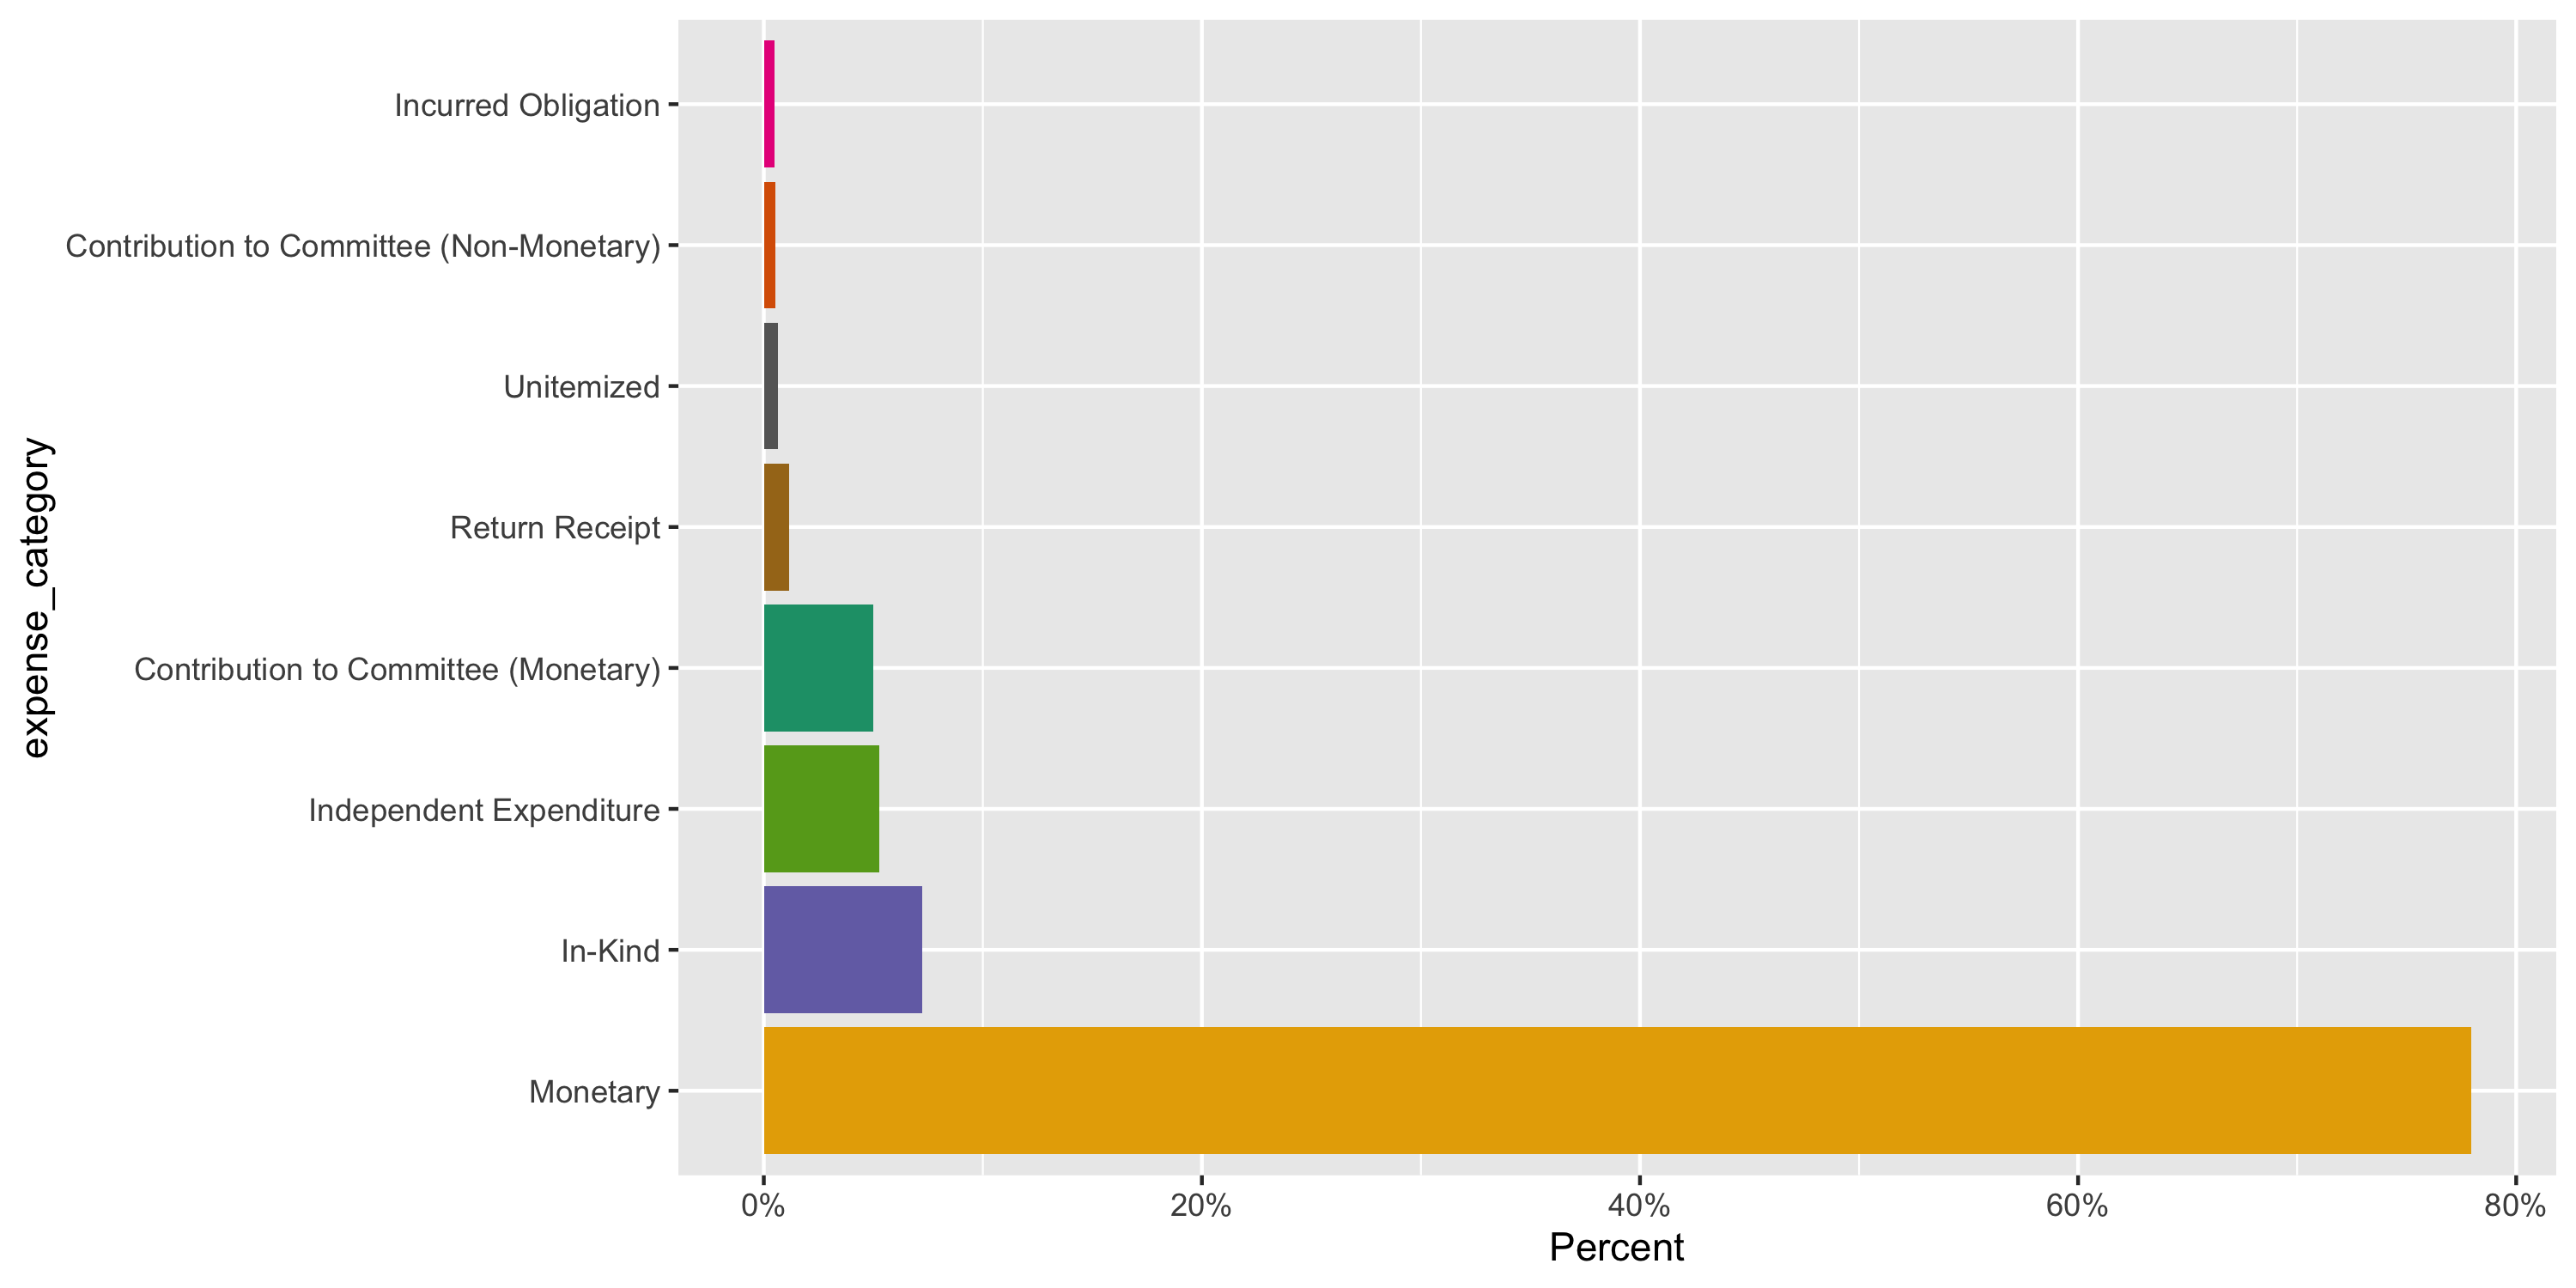 Incurred Obligation
Contribution to Committee (Non-Monetary)
Unitemized
Return Receipt
Contribution to Committee (Monetary)
Independent Expenditure
In-Kind
Monetary
expense_category
0% 20% 40% 60% 80%
Percent